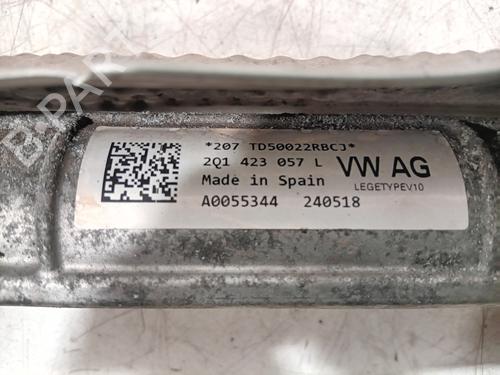 *207 TD50022RBCJ*
2Q1 423 057 L
VW AG
Made in Spain
LEGETYPEV10
A0055344 240518
B-PARTS